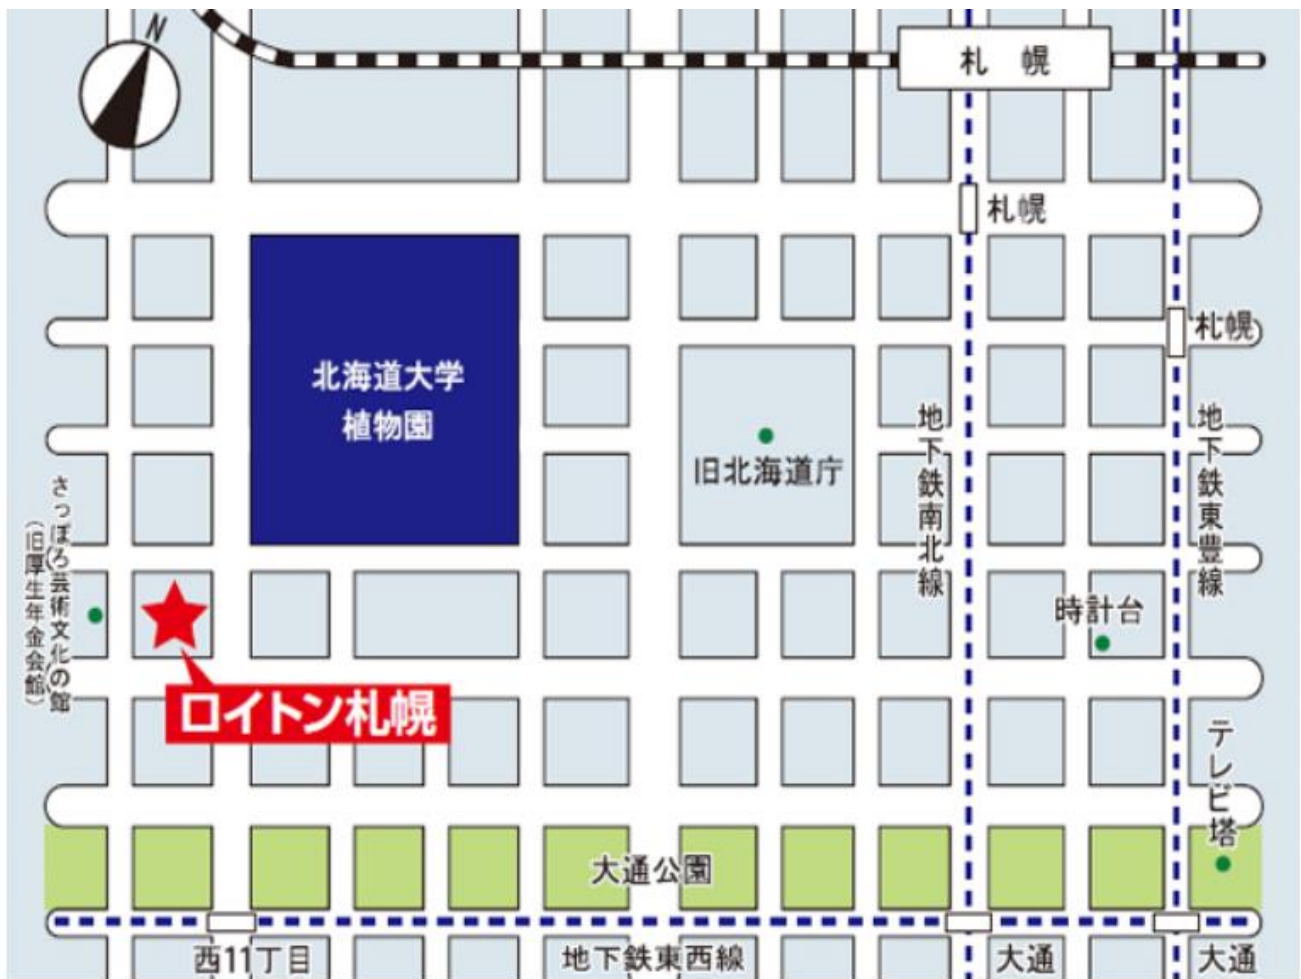 N
札 幌
札幌
札幌
北海道大学
植物園
旧北海道庁
地下鉄南北線
地下鉄東豊線
さっぽろ芸術文化の館
(旧厚生年金会館)
時計台
ロイトン札幌
テレビ塔
大通公園
西11丁目
地下鉄東西線
大通
大通